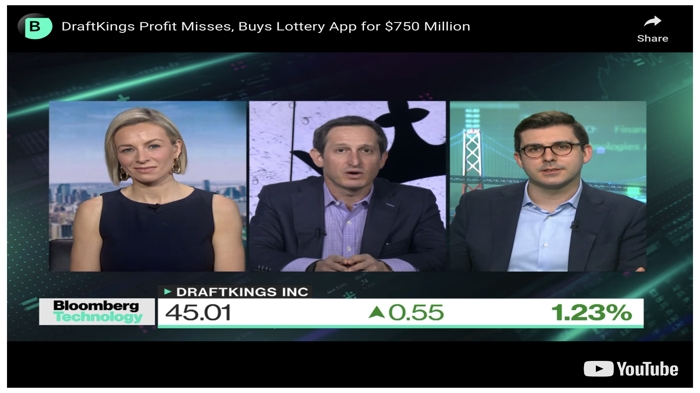 B
DraftKings Profit Misses, Buys Lottery App for $750 Million
Share
DRAFTKINGS INC
Bloomberg
Technology
45.01 0.55 1.23%
YouTube